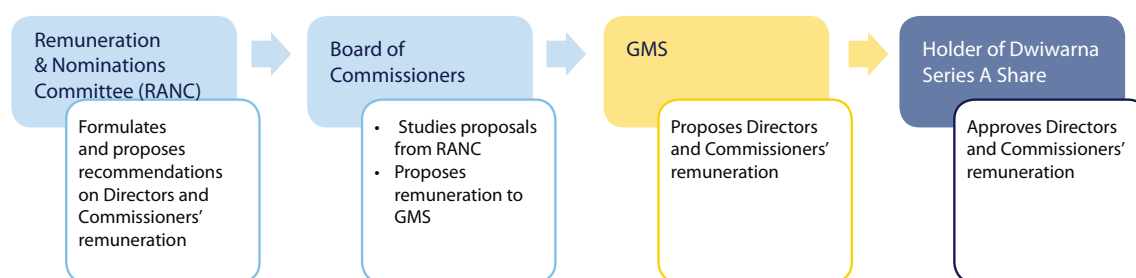 Remuneration
& Nominations
Committee (RANC)
Formulates
and proposes
recommendations
on Directors and
Commissioners'
remuneration
Board of
Commissioners
• Studies proposals
from RANC
• Proposes
remuneration to
GMS
GMS
Proposes Directors
and Commissioners'
remuneration
Holder of Dwiwarna
Series A Share
Approves Directors
and Commissioners'
remuneration